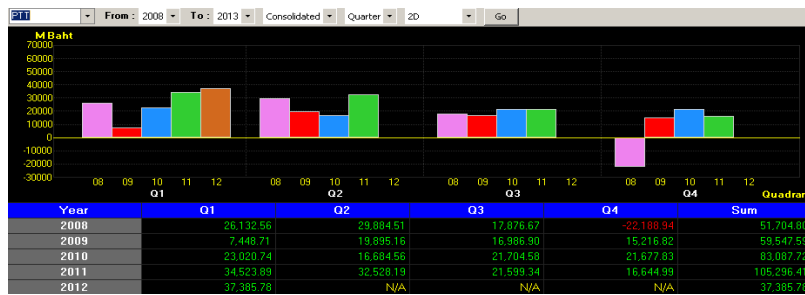 PTT From : 2008 To : 2013 Consolidated Quarter 2D Go
M Baht
70000
60000
50000
40000
30000
20000
10000
0
-10000
-20000
-30000
08 09 10 11 12 08 09 10 11 12 08 09 10 11 12 08 09 10 11 12
Q1 Q2 Q3 Q4 Quadrar
Year Q1 Q2 Q3 Q4 Sum
2008 26,132.56 29,884.51 17,876.67 -22,188.94 51,704.80
2009 7,448.71 19,895.16 16,986.90 15,216.82 59,547.59
2010 23,020.74 16,684.56 21,704.58 21,677.83 83,087.72
2011 34,523.89 32,528.19 21,599.34 16,644.99 105,296.41
2012 37,385.78 N/A N/A N/A 37,385.78